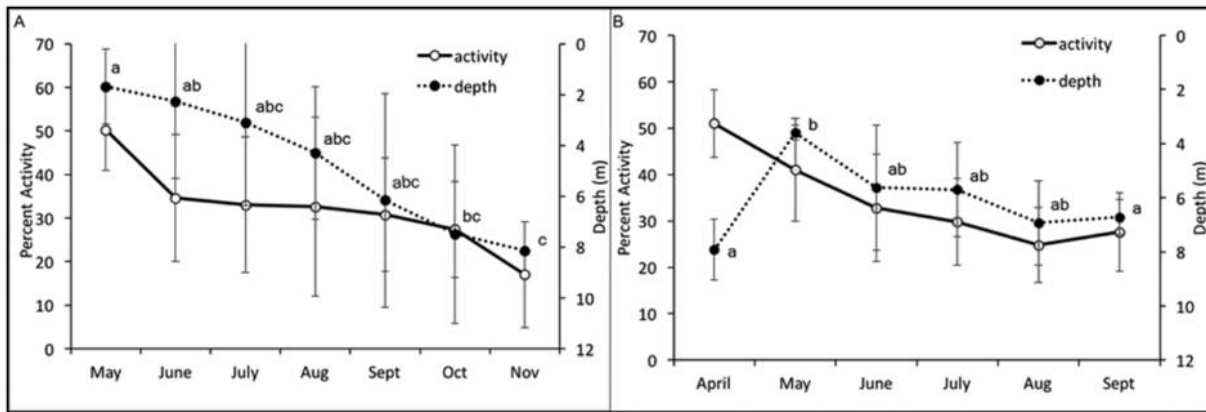 A
activity
depth
Percent Activity
70
60
50
40
30
20
10
0
a
ab
abc
abc
abc
bc
c
0
2
4
6
8
10
12
Depth (m)
May June July Aug Sept Oct Nov
B
activity
depth
Percent Activity
70
60
50
40
30
20
10
0
a
b
ab
ab
ab
a
0
2
4
6
8
10
12
Depth (m)
April May June July Aug Sept